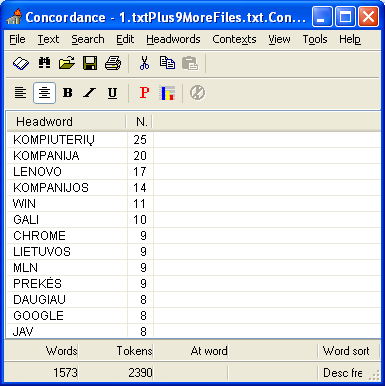 Concordance - 1.txtPlus9MoreFiles.txt.Con...
File Text Search Edit Headwords Contexts View Tools Help
B I U P
Headword N.
KOMPIUTERIŲ 25
KOMPANIJA 20
LENOVO 17
KOMPANIJOS 14
WIN 11
GALI 10
CHROME 9
LIETUVOS 9
MLN 9
PREKĖS 9
DAUGIAU 8
GOOGLE 8
JAV 8
Words Tokens At word Word sort
1573 2390 Desc fre